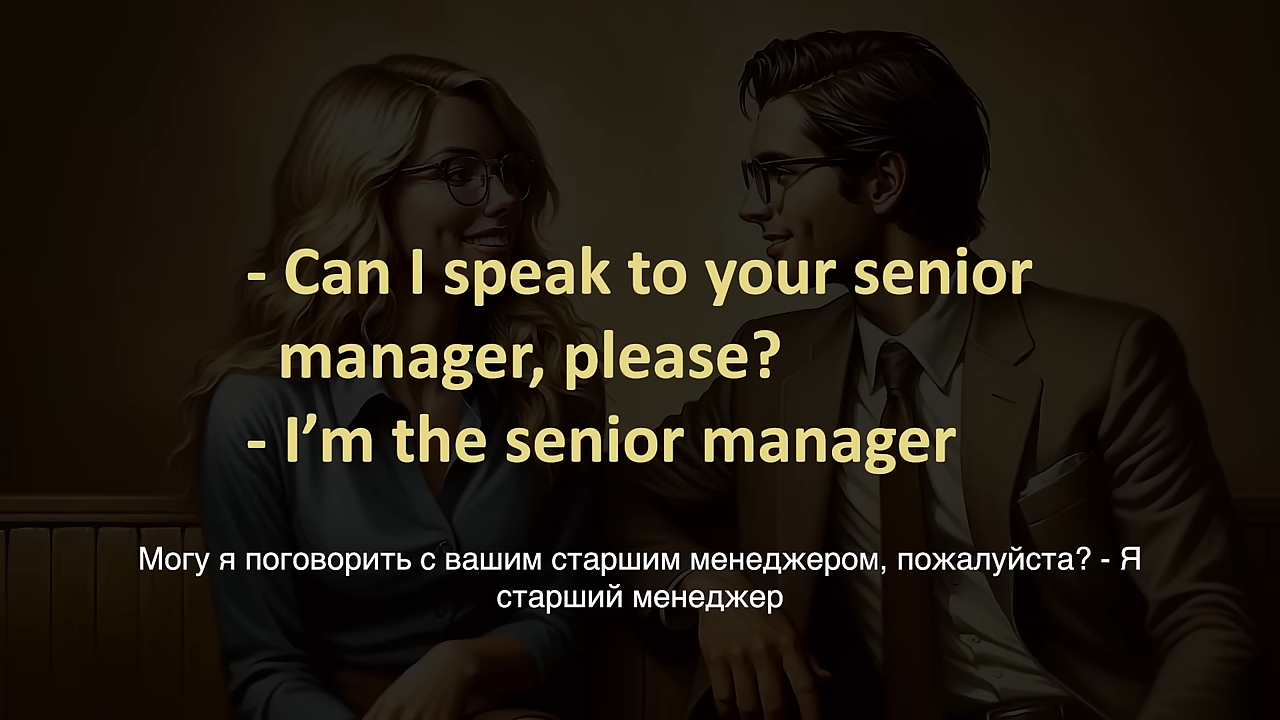 - Can I speak to your senior
manager, please?
- I’m the senior manager
Могу я поговорить с вашим старшим менеджером, пожалуйста? - Я
старший менеджер